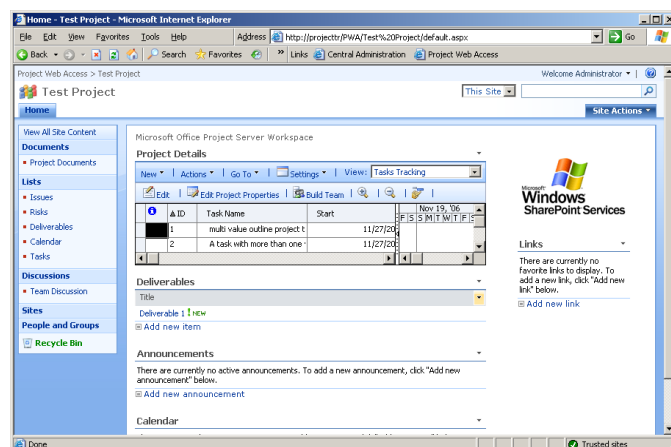 Home - Test Project - Microsoft Internet Explorer
File Edit View Favorites Tools Help Address http://projecttr/PWA/Test%20Project/default.aspx Go
Back Search Favorites » Links Central Administration Project Web Access
Project Web Access > Test Project Welcome Administrator
Test Project This Site
Home Site Actions
View All Site Content
Documents
Project Documents
Lists
Issues
Risks
Deliverables
Calendar
Tasks
Discussions
Team Discussion
Sites
People and Groups
Recycle Bin
Microsoft Office Project Server Workspace
Project Details
New Actions Go To Settings View: Tasks Tracking
Edit Edit Project Properties Build Team
ID Task Name Start Nov 19, '06
F S S M T W T F S
1 multi value outline project t 11/27/20
2 A task with more than one 11/27/20
Deliverables
Title
Deliverable 1 ! NEW
Add new item
Announcements
There are currently no active announcements. To add a new announcement, click "Add new
announcement" below.
Add new announcement
Calendar
Microsoft
Windows
SharePoint Services
Links
There are currently no
favorite links to display. To
add a new link, click "Add new
link" below.
Add new link
Done Trusted sites